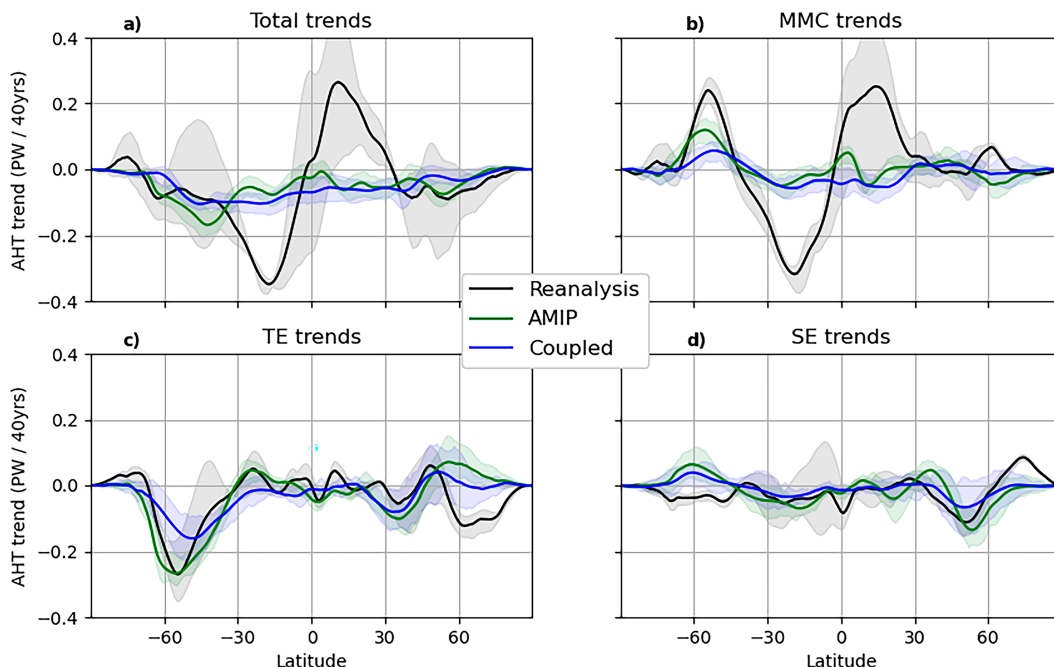 a) Total trends
b) MMC trends
0.4
0.2
0.0
−0.2
−0.4
AHT trend (PW / 40yrs)
Reanalysis
AMIP
Coupled
c) TE trends
d) SE trends
0.4
0.2
0.0
−0.2
−0.4
AHT trend (PW / 40yrs)
i
−60 −30 0 30 60
−60 −30 0 30 60
Latitude
Latitude